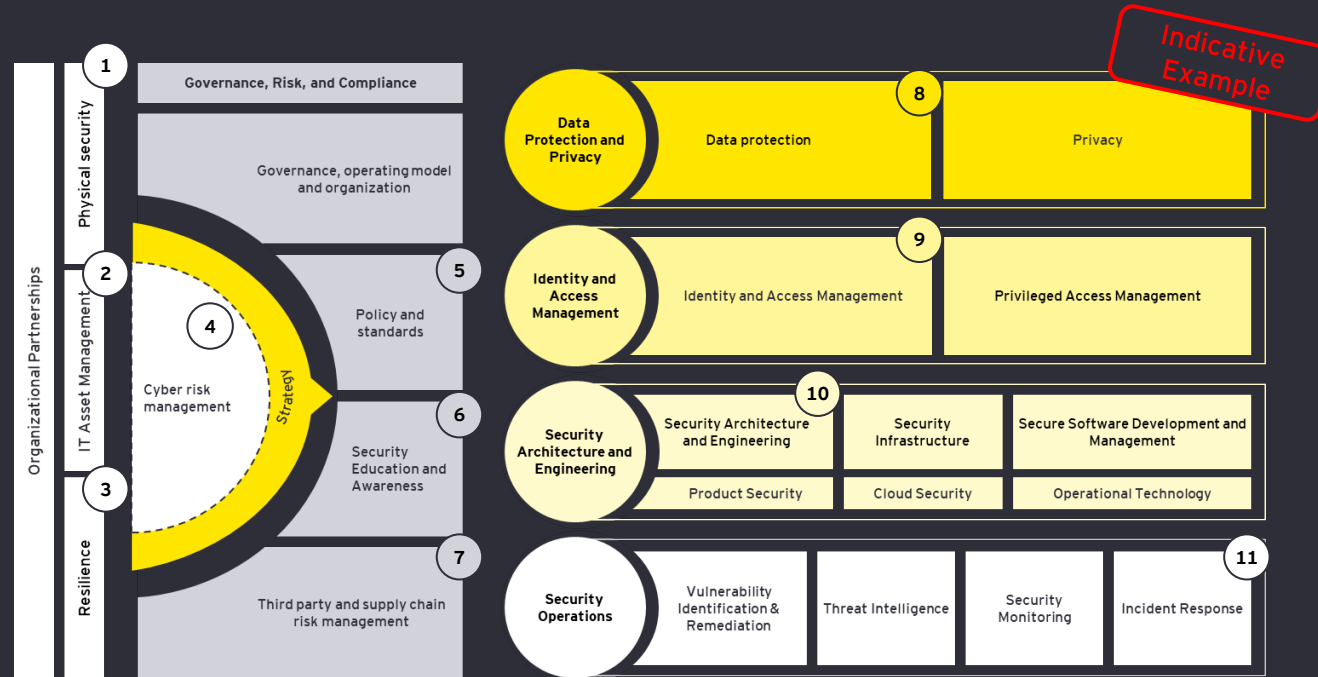 Indicative
Example
Organizational Partnerships
1
Physical security
2
IT Asset Management
3
Resilience
Governance, Risk, and Compliance
Governance, operating model
and organization
4
Cyber risk
management
Strategy
5
Policy and
standards
6
Security
Education and
Awareness
7
Third party and supply chain
risk management
Data
Protection and
Privacy
Data protection
8
Privacy
Identity and
Access
Management
Identity and Access Management
9
Privileged Access Management
Security
Architecture and
Engineering
10
Security Architecture
and Engineering
Security
Infrastructure
Secure Software Development and
Management
Product Security
Cloud Security
Operational Technology
Security
Operations
Vulnerability
Identification &
Remediation
Threat Intelligence
Security
Monitoring
11
Incident Response